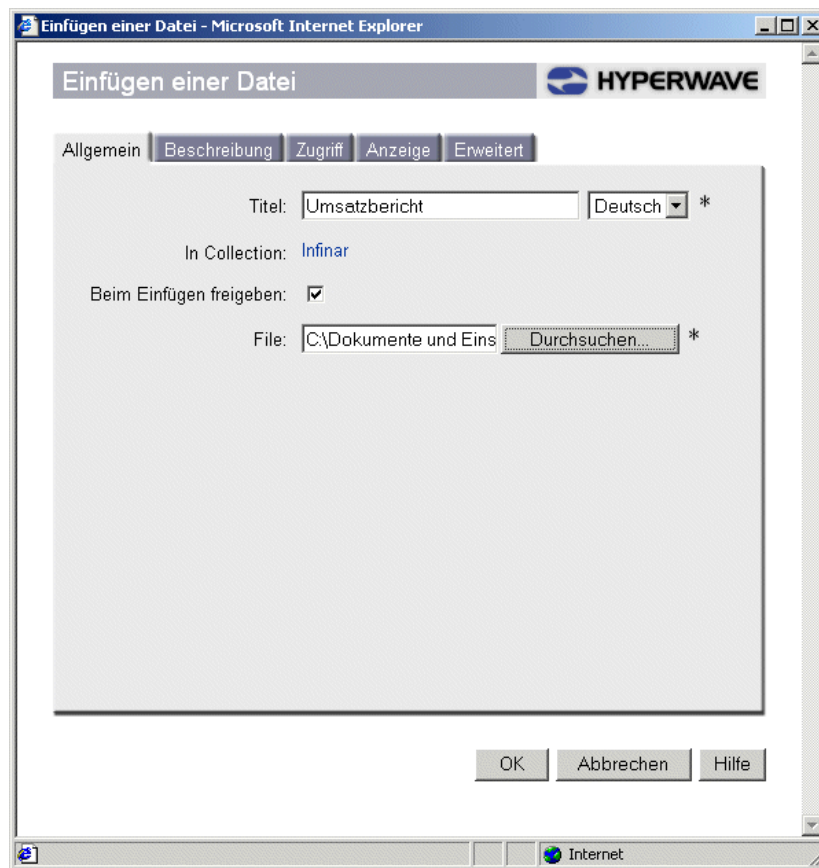 Einfügen einer Datei - Microsoft Internet Explorer
Einfügen einer Datei HYPERWAVE
Allgemein Beschreibung Zugriff Anzeige Erweitert
Titel: Umsatzbericht Deutsch *
In Collection: Infinar
Beim Einfügen freigeben:
File: C:\Dokumente und Eins Durchsuchen... *
OK Abbrechen Hilfe
Internet